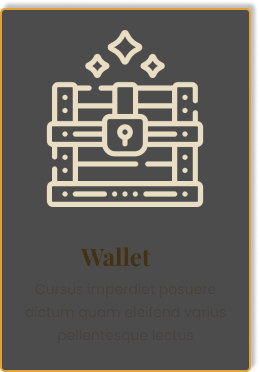 Wallet
Cursus imperdiet posuere
dictum quam eleifend varius
pellentesque lectus